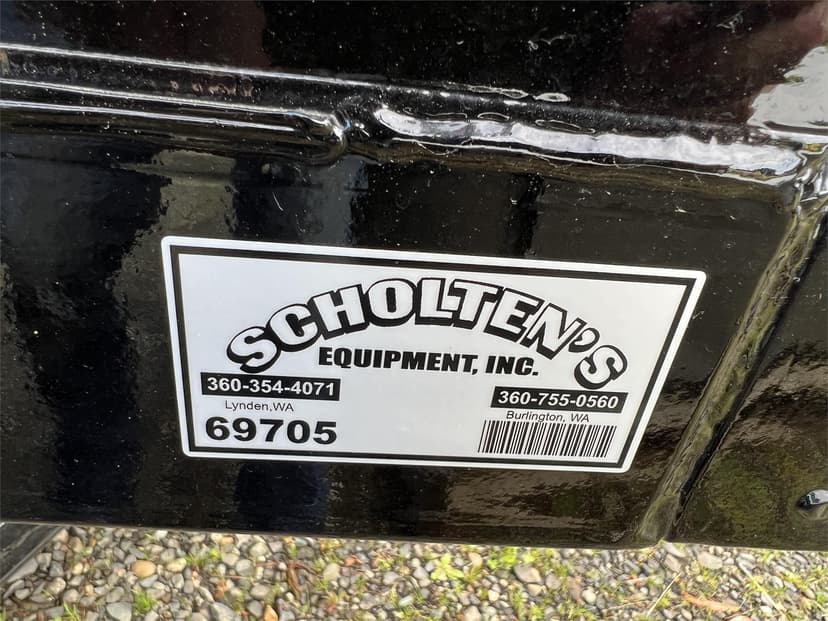 SCHOLTEN'S
EQUIPMENT, INC.
360-354-4071 360-755-0560
Lynden, WA Burlington, WA
69705